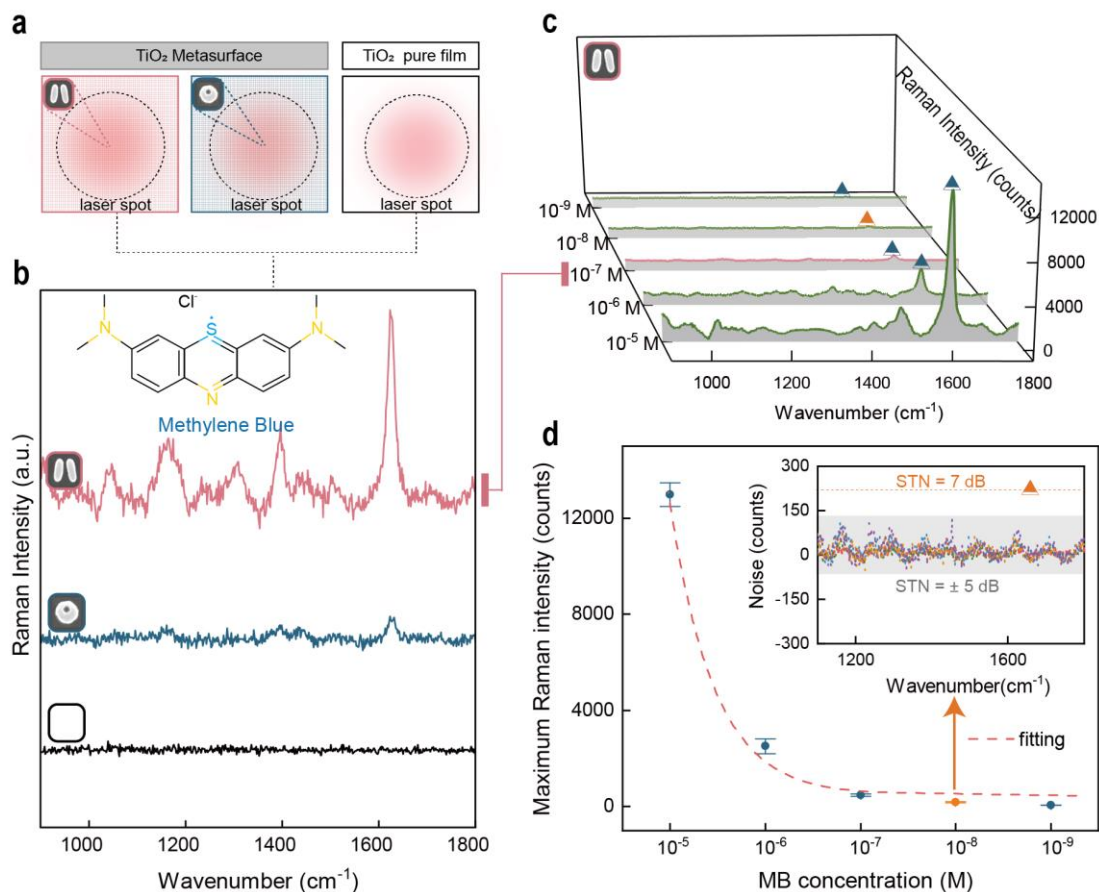 a
TiO₂ Metasurface
TiO₂ pure film
laser spot
laser spot
laser spot
b
Cl⁻
N
S
N
N
Methylene Blue
Raman Intensity (a.u.)
1000
1200
1400
1600
1800
Wavenumber (cm⁻¹)
c
Raman Intensity (counts)
12000
8000
4000
0
10⁻⁹ M
10⁻⁸ M
10⁻⁷ M
10⁻⁶ M
10⁻⁵ M
1000
1200
1400
1600
1800
Wavenumber (cm⁻¹)
d
Maximum Raman intensity (counts)
12000
13000
4000
0
10⁻⁵
10⁻⁶
10⁻⁷
10⁻⁸
10⁻⁹
MB concentration (M)
fitting
Noise (counts)
300
150
0
-150
-300
STN = 7 dB
STN = ± 5 dB
1200
1600
Wavenumber(cm⁻¹)